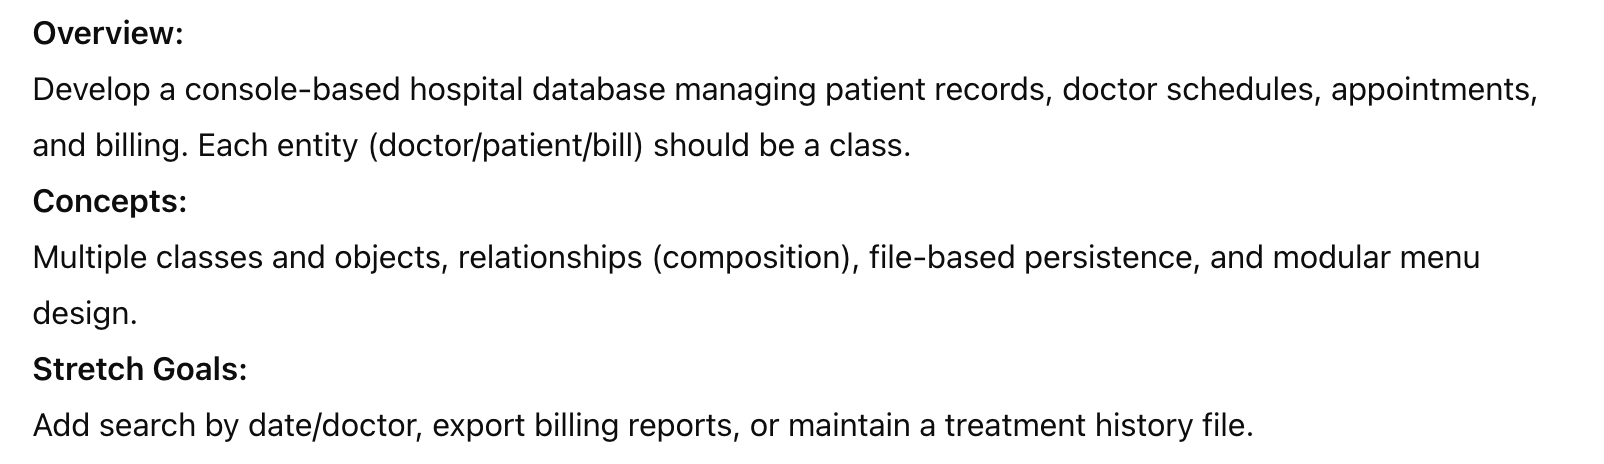 Overview:
Develop a console-based hospital database managing patient records, doctor schedules, appointments,
and billing. Each entity (doctor/patient/bill) should be a class.
Concepts:
Multiple classes and objects, relationships (composition), file-based persistence, and modular menu
design.
Stretch Goals:
Add search by date/doctor, export billing reports, or maintain a treatment history file.